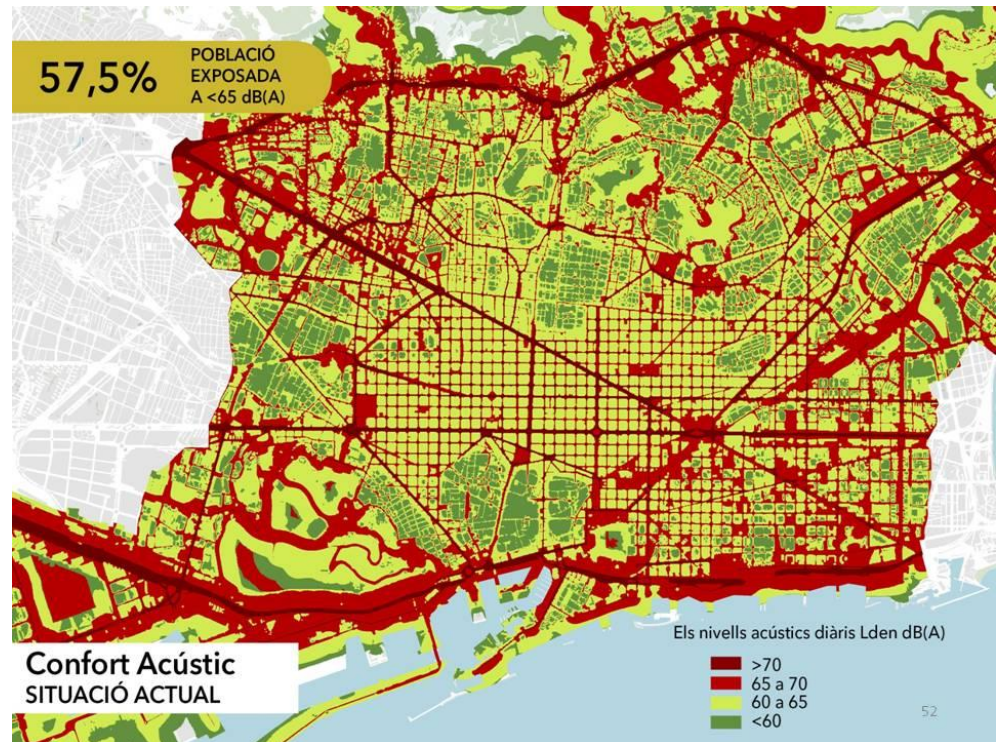 57,5%
POBLACIÓ
EXPOSADA
A <65 dB(A)
Els nivells acústics diàris Lden dB(A)
>70
65 a 70
60 a 65
<60
Confort Acústic
SITUACIÓ ACTUAL
52